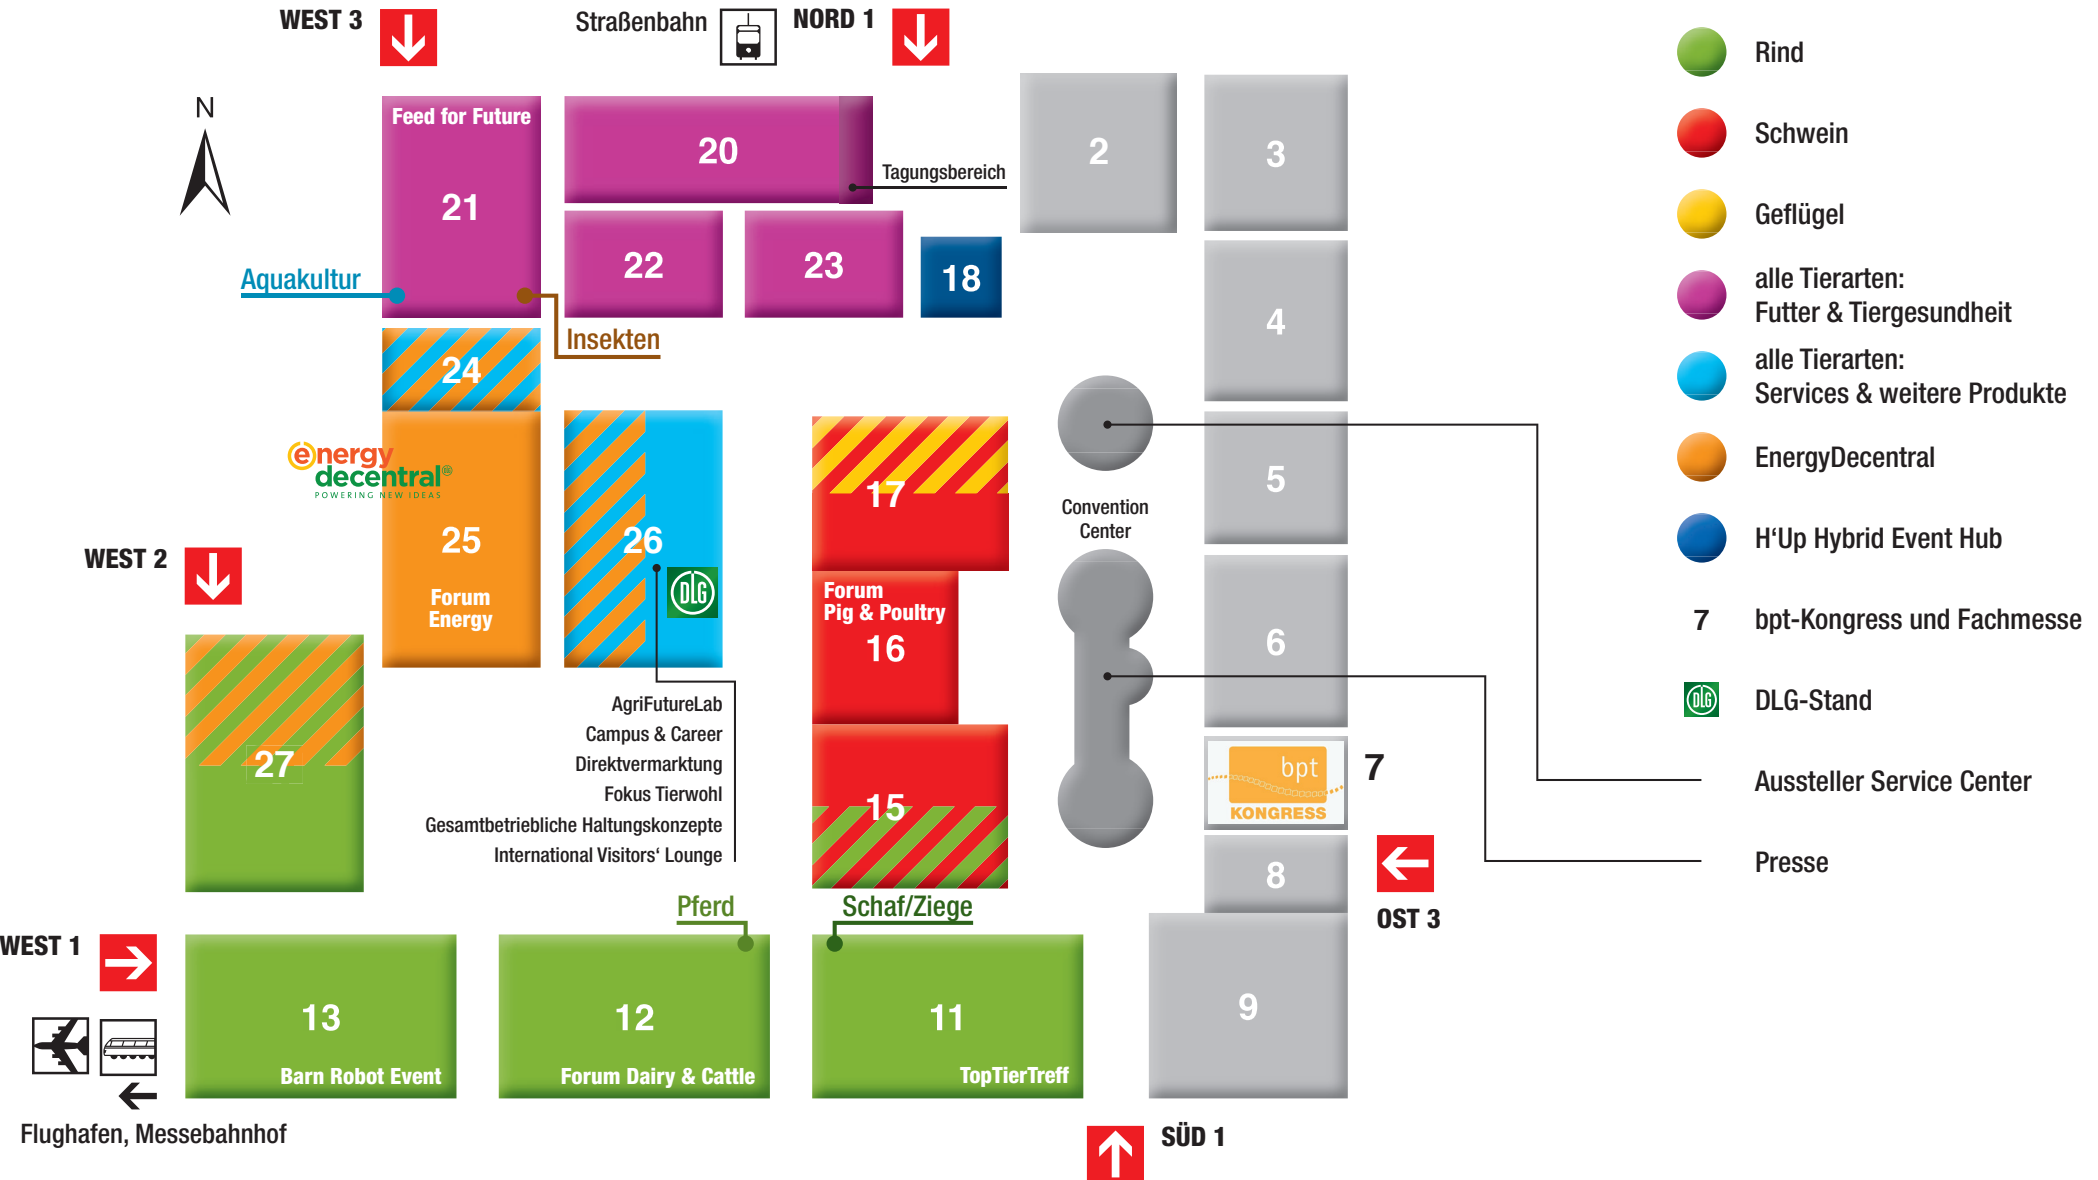 WEST 3
Straßenbahn
NORD 1
N
Feed for Future
21
20
Tagungsbereich
22
23
18
2
3
4
5
6
Aquakultur
Insekten
24
energy
decentral®
POWERING NEW IDEAS
25
Forum
Energy
26
DLG
17
Forum
Pig & Poultry
16
15
Convention
Center
WEST 2
27
AgriFutureLab
Campus & Career
Direktvermarktung
Fokus Tierwohl
Gesamtbetriebliche Haltungskonzepte
International Visitors‘ Lounge
bpt
KONGRESS
7
8
OST 3
9
Pferd
Schaf/Ziege
WEST 1
13
Barn Robot Event
12
Forum Dairy & Cattle
11
TopTierTreff
Flughafen, Messebahnhof
SÜD 1
Rind
Schwein
Geflügel
alle Tierarten:
Futter & Tiergesundheit
alle Tierarten:
Services & weitere Produkte
EnergyDecentral
H‘Up Hybrid Event Hub
7 bpt-Kongress und Fachmesse
DLG DLG-Stand
Aussteller Service Center
Presse